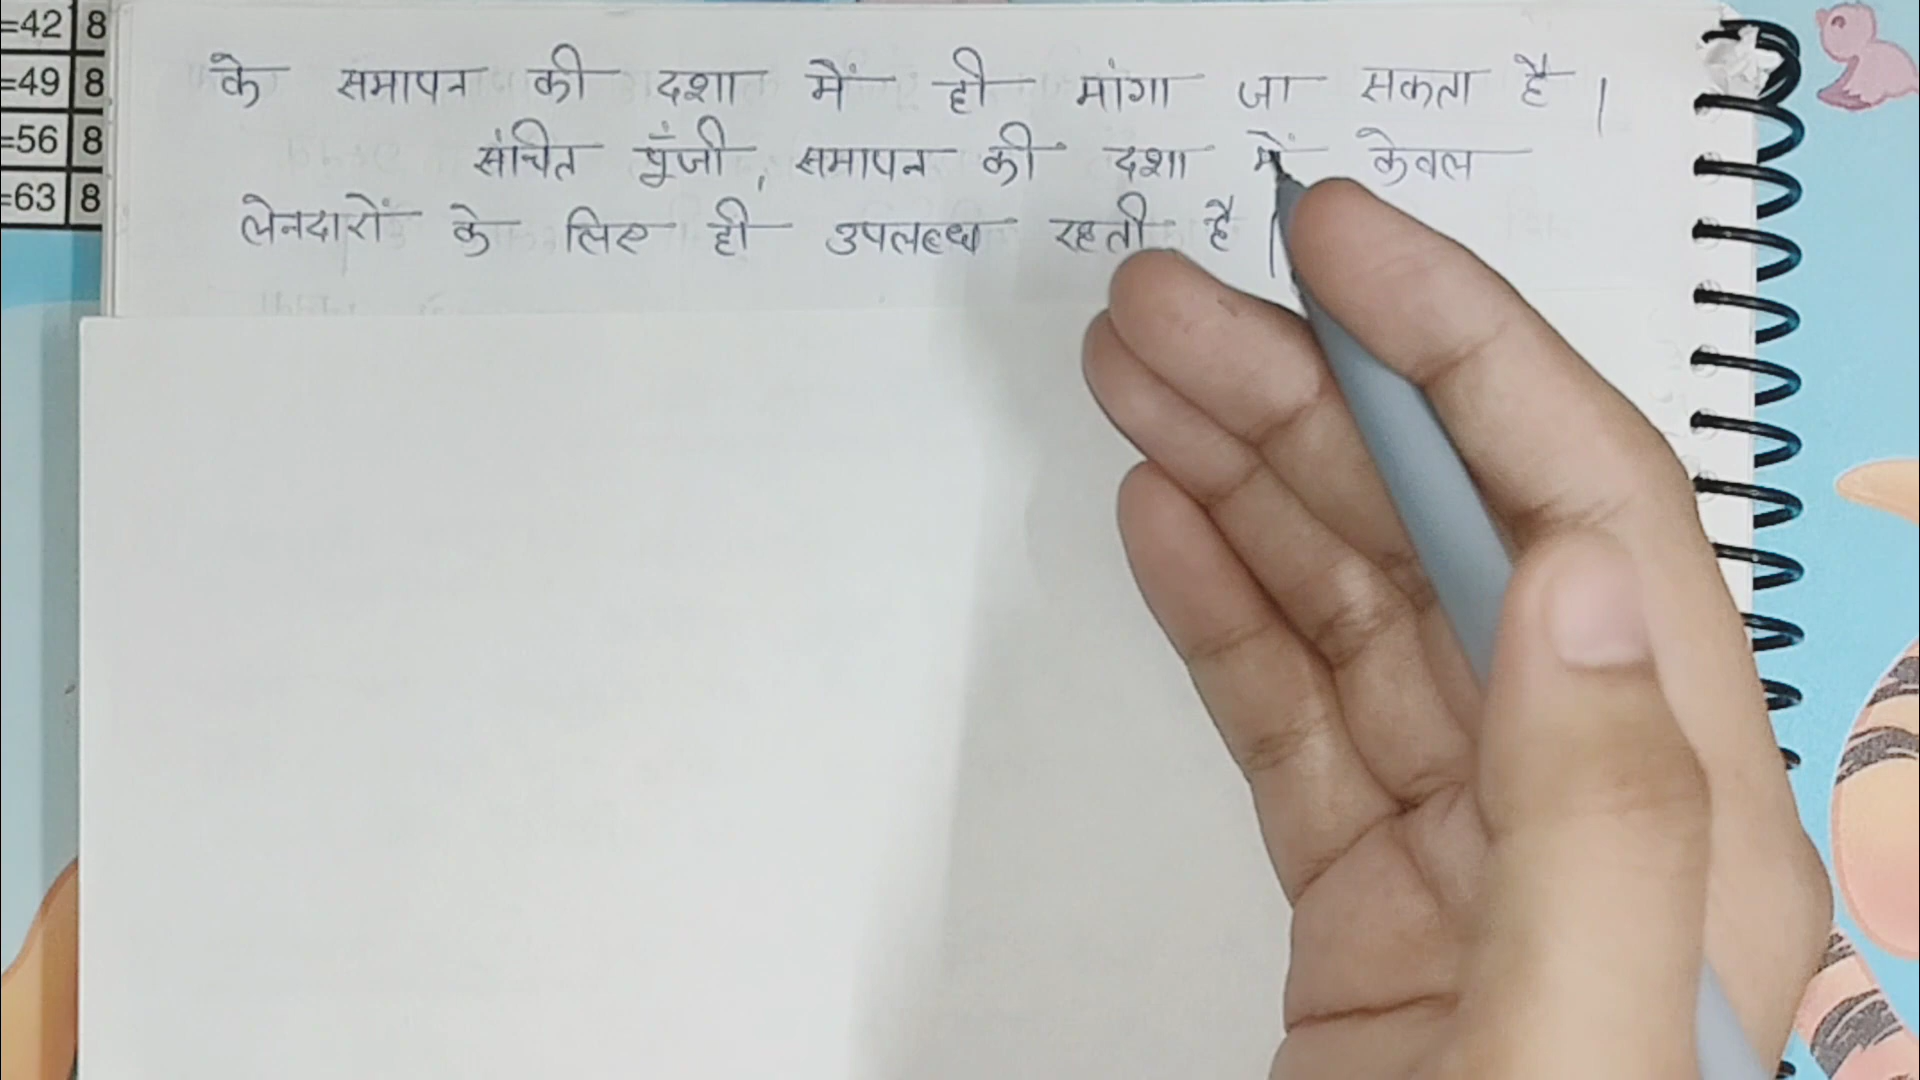 =42 8
=49 8
=56 8
=63 8
के समापन की दशा में ही मांगा जा सकता है ।
संचित पूँजी, समापन की दशा में केवल
लेनदारों के लिए ही उपलब्ध रहती है ।